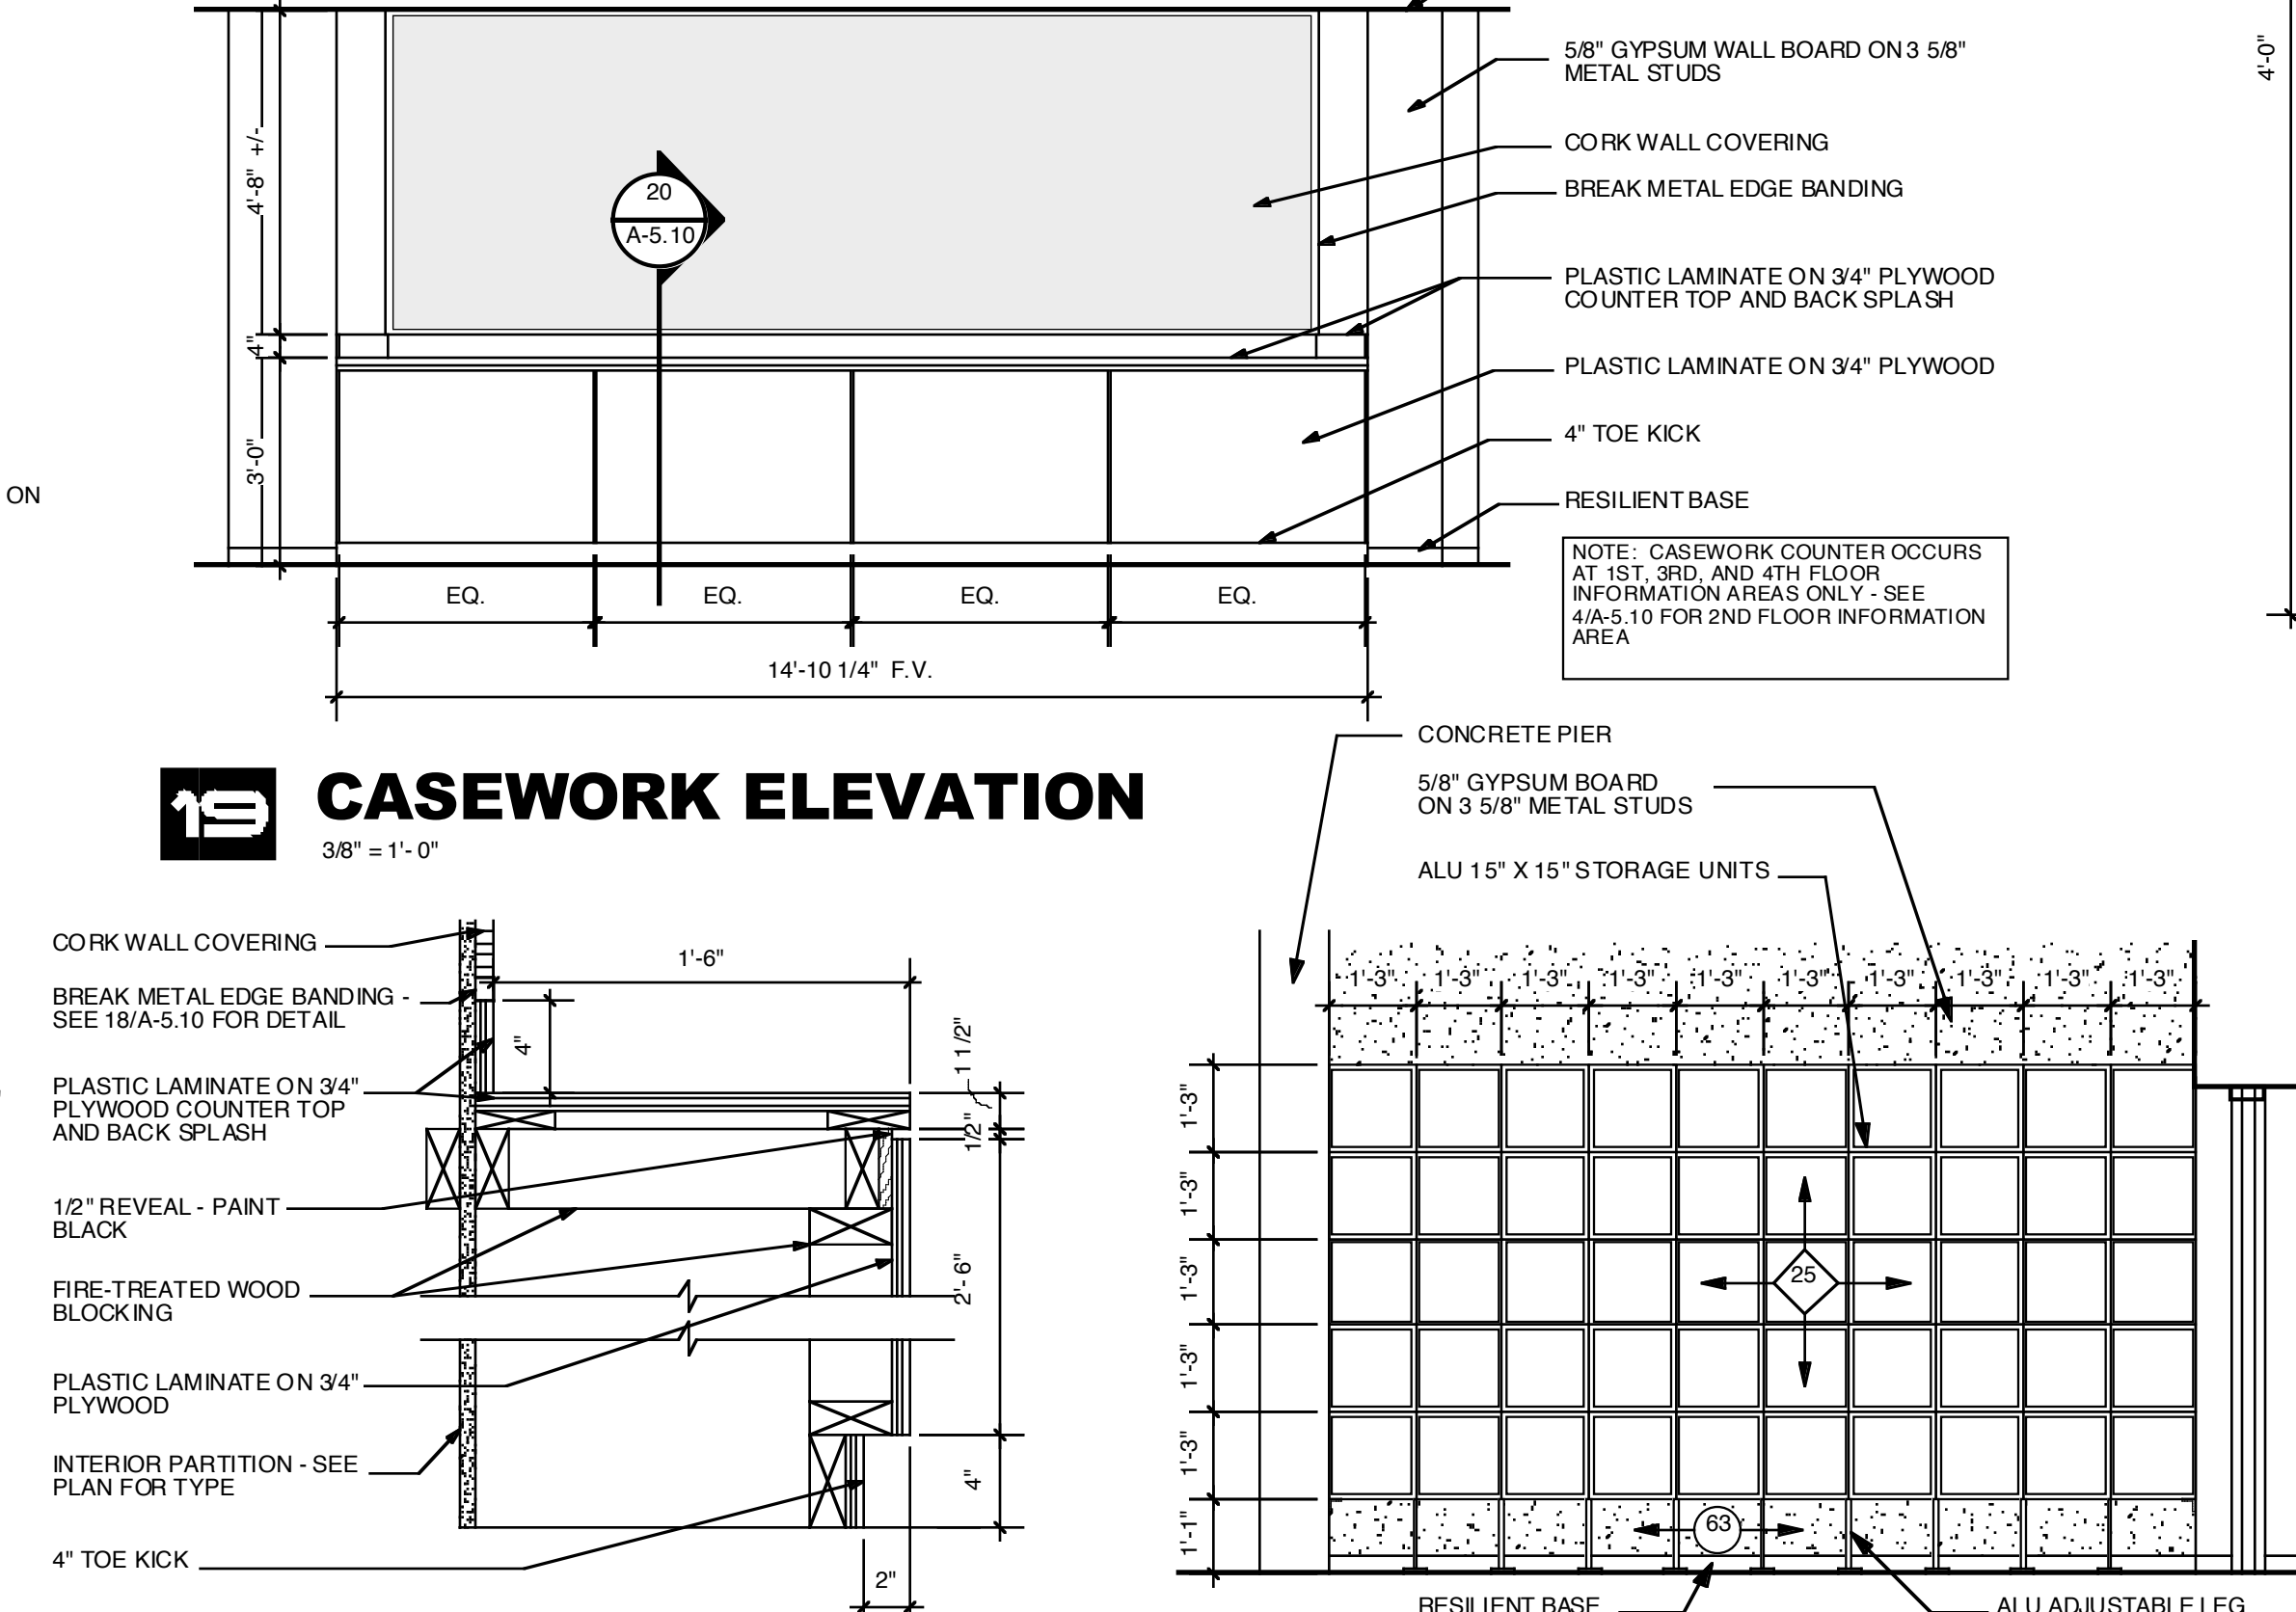 4'-8" +/-
4"
3'-0"
ON
20
A-5.10
5/8" GYPSUM WALL BOARD ON 3 5/8"
METAL STUDS
CORK WALL COVERING
BREAK METAL EDGE BANDING
PLASTIC LAMINATE ON 3/4" PLYWOOD
COUNTER TOP AND BACK SPLASH
PLASTIC LAMINATE ON 3/4" PLYWOOD
4" TOE KICK
RESILIENT BASE
4'-0"
NOTE: CASEWORK COUNTER OCCURS
AT 1ST, 3RD, AND 4TH FLOOR
INFORMATION AREAS ONLY - SEE
4/A-5.10 FOR 2ND FLOOR INFORMATION
AREA
EQ. EQ. EQ. EQ.
14'-10 1/4" F.V.
19 CASEWORK ELEVATION
3/8" = 1'- 0"
CORK WALL COVERING
BREAK METAL EDGE BANDING -
SEE 18/A-5.10 FOR DETAIL
PLASTIC LAMINATE ON 3/4"
PLYWOOD COUNTER TOP
AND BACK SPLASH
1/2" REVEAL - PAINT
BLACK
FIRE-TREATED WOOD
BLOCKING
PLASTIC LAMINATE ON 3/4"
PLYWOOD
INTERIOR PARTITION - SEE
PLAN FOR TYPE
4" TOE KICK
1'-6"
4"
1 1/2"
1/2"
2'- 6"
4"
2"
CONCRETE PIER
5/8" GYPSUM BOARD
ON 3 5/8" METAL STUDS
ALU 15" X 15" STORAGE UNITS
1'-3" 1'-3" 1'-3" 1'-3" 1'-3" 1'-3" 1'-3" 1'-3" 1'-3" 1'-3"
1'-3"
1'-3"
1'-3"
1'-3"
1'-3"
1'-1"
25
63
RESILIENT BASE
ALU ADJUSTABLE LEG